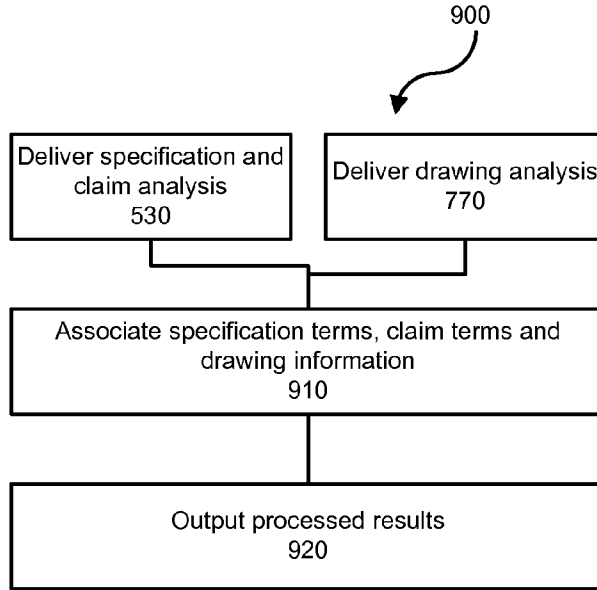 900
Deliver specification and
claim analysis
530
Deliver drawing analysis
770
Associate specification terms, claim terms and
drawing information
910
Output processed results
920